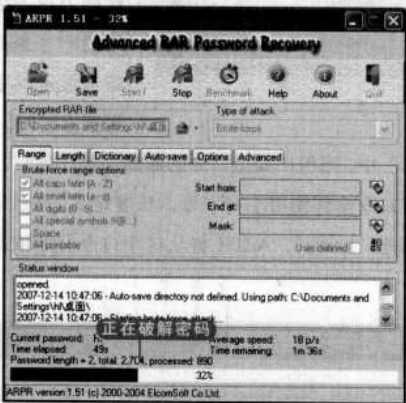 ARPR 1.51 - 32%
Advanced RAR Password Recovery
Open Save Start! Stop Benchmark Help About Quit
Encrypted RAR-file Type of attack
C:\Documents and Settings\hl\桌面 Brute-force
Range Length Dictionary Auto-save Options Advanced
Brute-force range options
All caps latin (A - Z)
All small latin (a - z)
All digits (0 - 9)
All special symbols (!@...)
Space
All printable
Start from:
End at:
Mask:
User defined
Status window
opened.
2007-12-14 10:47:06 - Auto-save directory not defined. Using path: C:\Documents and
Settings\hl\桌面\
2007-12-14 10:47:06 - Starting brute-force attack
正在破解密码
Current password: Average speed: 18 p/s
Time elapsed: 49s Time remaining: 1m 36s
Password length = 2, total: 2,704, processed: 890
32%
ARPR version 1.51 (c) 2000-2004 ElcomSoft Co.Ltd.